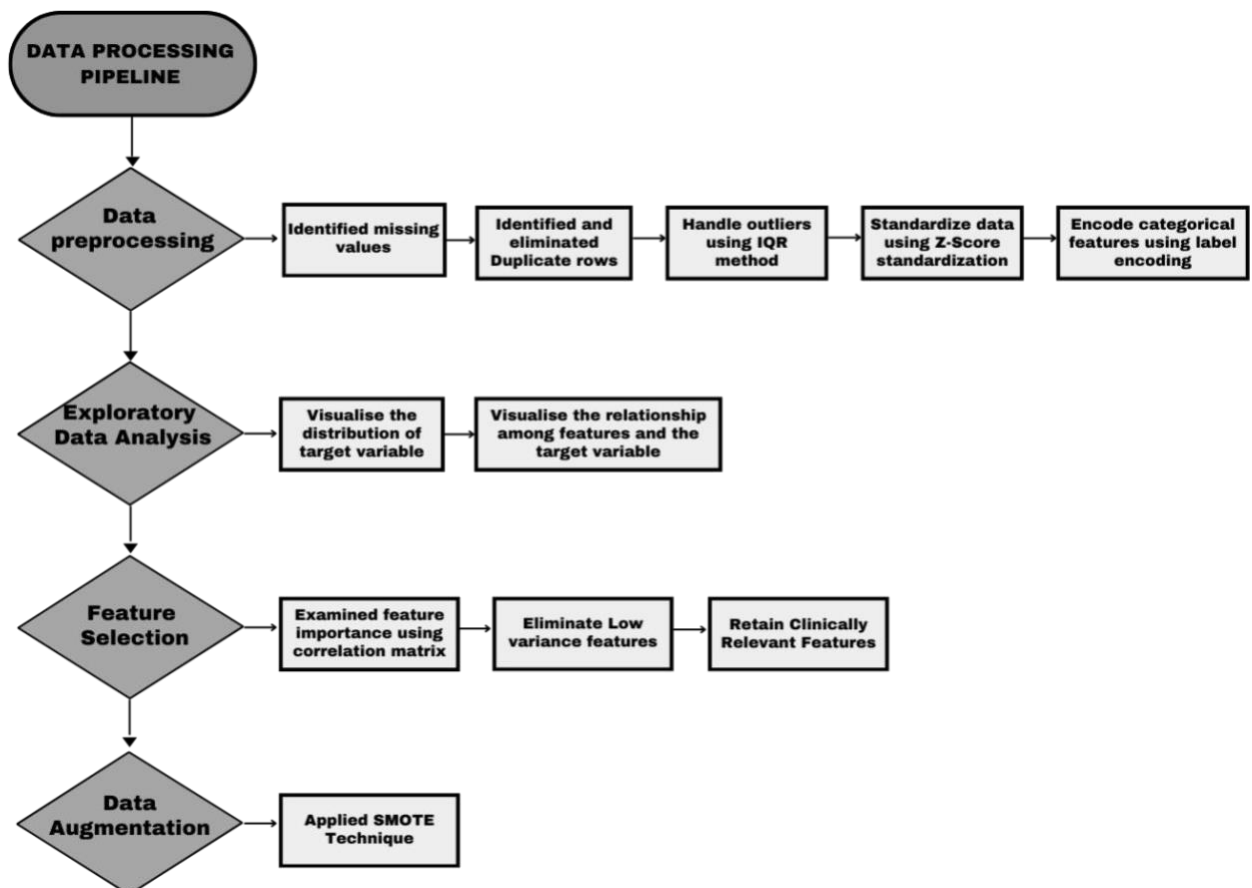 DATA PROCESSING
PIPELINE
Data
preprocessing
Identified missing
values
Identified and
eliminated
Duplicate rows
Handle outliers
using IQR
method
Standardize data
using Z-Score
standardization
Encode categorical
features using label
encoding
Exploratory
Data Analysis
Visualise the
distribution of
target variable
Visualise the relationship
among features and the
target variable
Feature
Selection
Examined feature
importance using
correlation matrix
Eliminate Low
variance features
Retain Clinically
Relevant Features
Data
Augmentation
Applied SMOTE
Technique